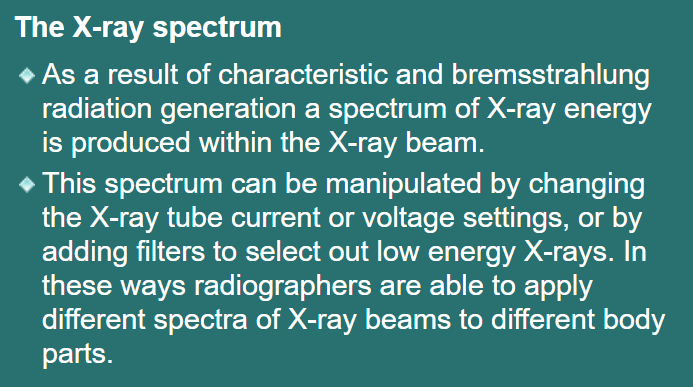 The X-ray spectrum
As a result of characteristic and bremsstrahlung
radiation generation a spectrum of X-ray energy
is produced within the X-ray beam.
This spectrum can be manipulated by changing
the X-ray tube current or voltage settings, or by
adding filters to select out low energy X-rays. In
these ways radiographers are able to apply
different spectra of X-ray beams to different body
parts.